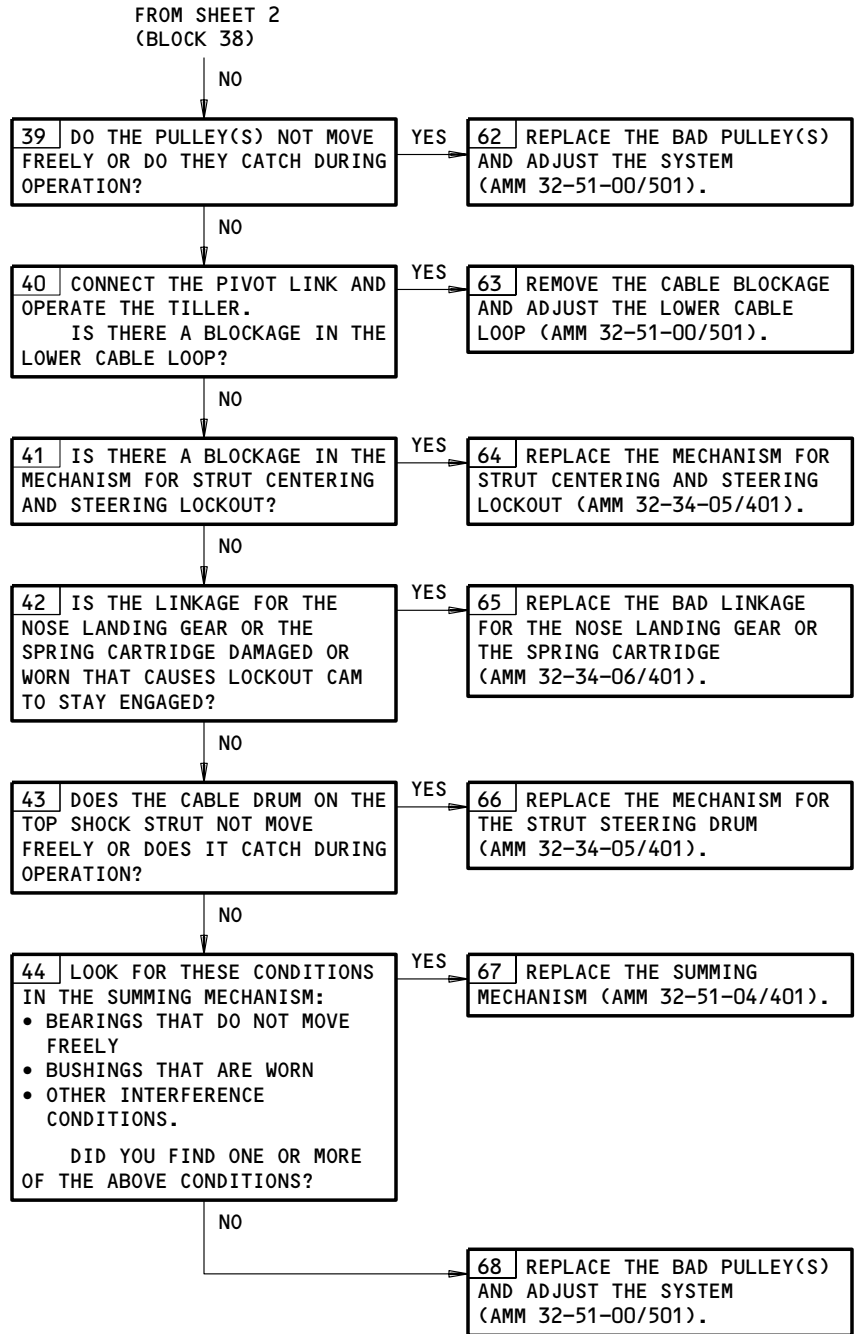 FROM SHEET 2
(BLOCK 38)
NO
39 DO THE PULLEY(S) NOT MOVE
FREELY OR DO THEY CATCH DURING
OPERATION?
YES
62 REPLACE THE BAD PULLEY(S)
AND ADJUST THE SYSTEM
(AMM 32-51-00/501).
NO
40 CONNECT THE PIVOT LINK AND
OPERATE THE TILLER.
IS THERE A BLOCKAGE IN THE
LOWER CABLE LOOP?
YES
63 REMOVE THE CABLE BLOCKAGE
AND ADJUST THE LOWER CABLE
LOOP (AMM 32-51-00/501).
NO
41 IS THERE A BLOCKAGE IN THE
MECHANISM FOR STRUT CENTERING
AND STEERING LOCKOUT?
YES
64 REPLACE THE MECHANISM FOR
STRUT CENTERING AND STEERING
LOCKOUT (AMM 32-34-05/401).
NO
42 IS THE LINKAGE FOR THE
NOSE LANDING GEAR OR THE
SPRING CARTRIDGE DAMAGED OR
WORN THAT CAUSES LOCKOUT CAM
TO STAY ENGAGED?
YES
65 REPLACE THE BAD LINKAGE
FOR THE NOSE LANDING GEAR OR
THE SPRING CARTRIDGE
(AMM 32-34-06/401).
NO
43 DOES THE CABLE DRUM ON THE
TOP SHOCK STRUT NOT MOVE
FREELY OR DOES IT CATCH DURING
OPERATION?
YES
66 REPLACE THE MECHANISM FOR
THE STRUT STEERING DRUM
(AMM 32-34-05/401).
NO
44 LOOK FOR THESE CONDITIONS
IN THE SUMMING MECHANISM:
• BEARINGS THAT DO NOT MOVE
FREELY
• BUSHINGS THAT ARE WORN
• OTHER INTERFERENCE
CONDITIONS.
DID YOU FIND ONE OR MORE
OF THE ABOVE CONDITIONS?
YES
67 REPLACE THE SUMMING
MECHANISM (AMM 32-51-04/401).
NO
68 REPLACE THE BAD PULLEY(S)
AND ADJUST THE SYSTEM
(AMM 32-51-00/501).